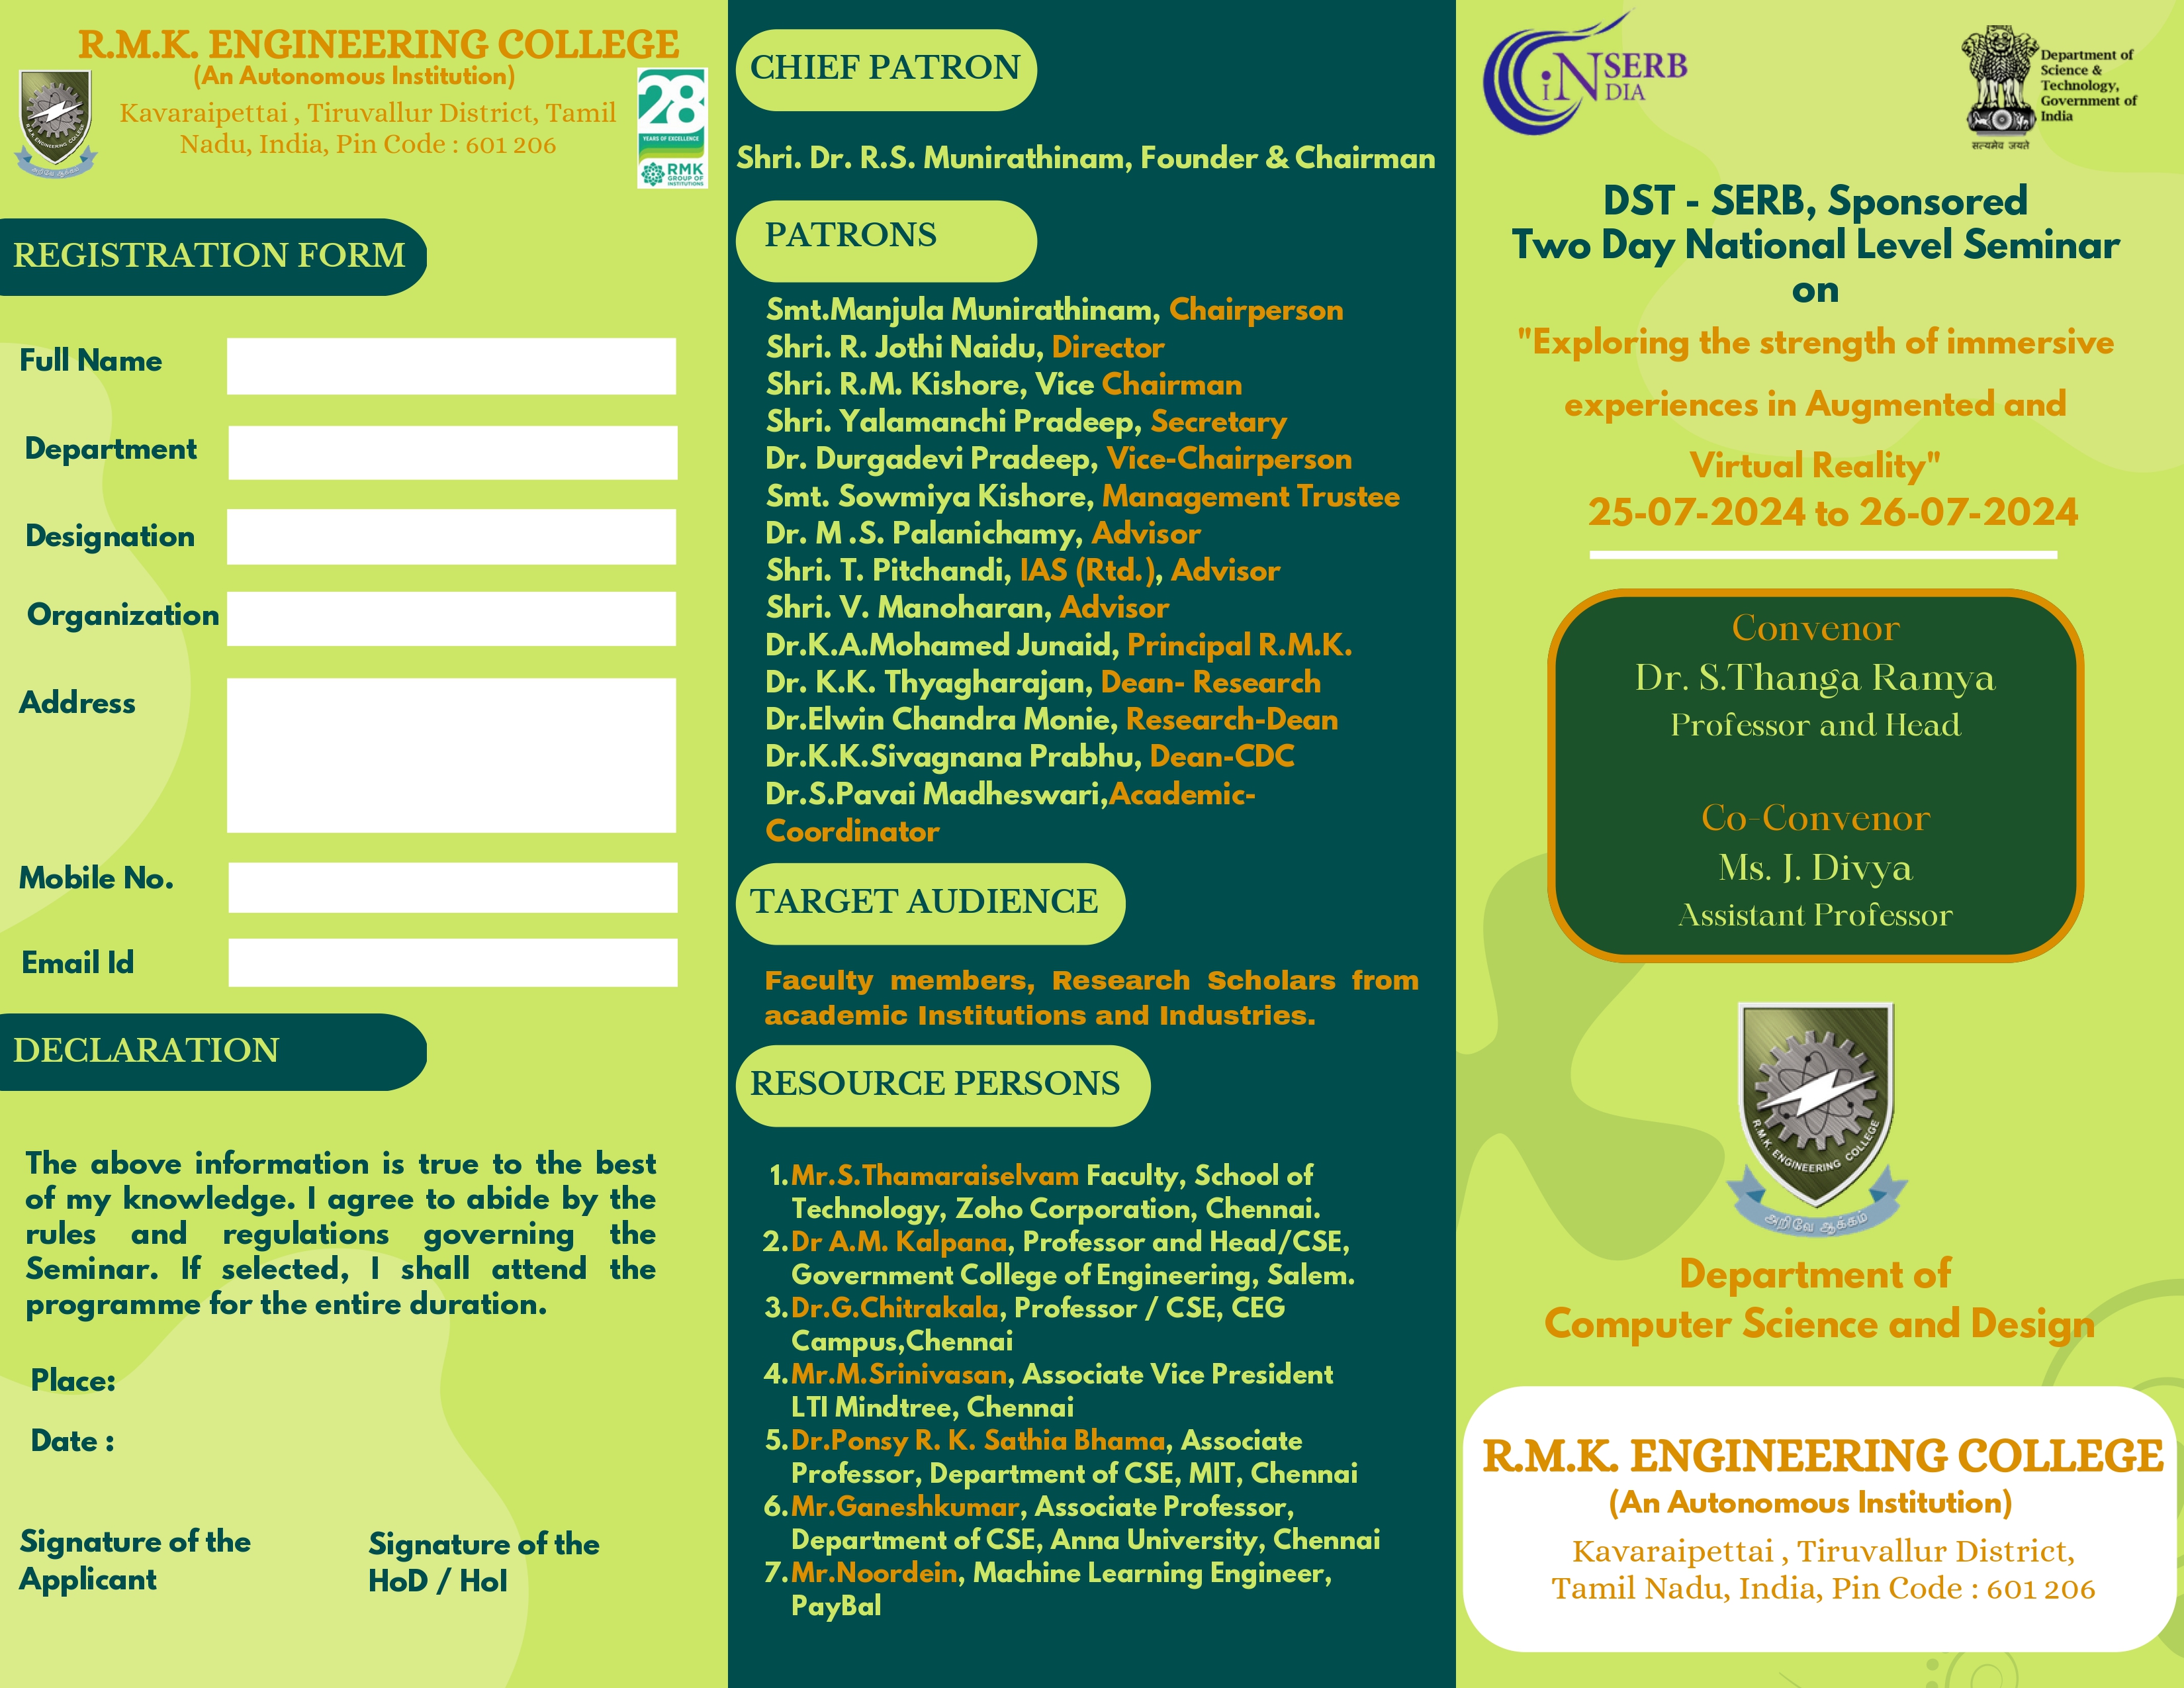 R.M.K. ENGINEERING COLLEGE
(An Autonomous Institution)
Kavaraipettai , Tiruvallur District, Tamil
Nadu, India, Pin Code : 601 206
R.M.K. ENGINEERING COLLEGE
அறிவே ஆக்கம்
28
YEARS OF EXCELLENCE
RMK
GROUP OF
INSTITUTIONS
REGISTRATION FORM
Full Name
Department
Designation
Organization
Address
Mobile No.
Email Id
DECLARATION
The above information is true to the best
of my knowledge. I agree to abide by the
rules and regulations governing the
Seminar. If selected, I shall attend the
programme for the entire duration.
Place:
Date :
Signature of the
Applicant
Signature of the
HoD / HoI
CHIEF PATRON
Shri. Dr. R.S. Munirathinam, Founder & Chairman
PATRONS
Smt.Manjula Munirathinam, Chairperson
Shri. R. Jothi Naidu, Director
Shri. R.M. Kishore, Vice Chairman
Shri. Yalamanchi Pradeep, Secretary
Dr. Durgadevi Pradeep, Vice-Chairperson
Smt. Sowmiya Kishore, Management Trustee
Dr. M .S. Palanichamy, Advisor
Shri. T. Pitchandi, IAS (Rtd.), Advisor
Shri. V. Manoharan, Advisor
Dr.K.A.Mohamed Junaid, Principal R.M.K.
Dr. K.K. Thyagharajan, Dean- Research
Dr.Elwin Chandra Monie, Research-Dean
Dr.K.K.Sivagnana Prabhu, Dean-CDC
Dr.S.Pavai Madheswari,Academic-
Coordinator
TARGET AUDIENCE
Faculty members, Research Scholars from
academic Institutions and Industries.
RESOURCE PERSONS
1.Mr.S.Thamaraiselvam Faculty, School of
Technology, Zoho Corporation, Chennai.
2.Dr A.M. Kalpana, Professor and Head/CSE,
Government College of Engineering, Salem.
3.Dr.G.Chitrakala, Professor / CSE, CEG
Campus,Chennai
4.Mr.M.Srinivasan, Associate Vice President
LTI Mindtree, Chennai
5.Dr.Ponsy R. K. Sathia Bhama, Associate
Professor, Department of CSE, MIT, Chennai
6.Mr.Ganeshkumar, Associate Professor,
Department of CSE, Anna University, Chennai
7.Mr.Noordein, Machine Learning Engineer,
PayBal
iN SERB
DIA
सत्यमेव जयते
Department of
Science &
Technology,
Government of
India
DST - SERB, Sponsored
Two Day National Level Seminar
on
"Exploring the strength of immersive
experiences in Augmented and
Virtual Reality"
25-07-2024 to 26-07-2024
Convenor
Dr. S.Thanga Ramya
Professor and Head
Co-Convenor
Ms. J. Divya
Assistant Professor
R.M.K. ENGINEERING COLLEGE
அறிவே ஆக்கம்
Department of
Computer Science and Design
R.M.K. ENGINEERING COLLEGE
(An Autonomous Institution)
Kavaraipettai , Tiruvallur District,
Tamil Nadu, India, Pin Code : 601 206